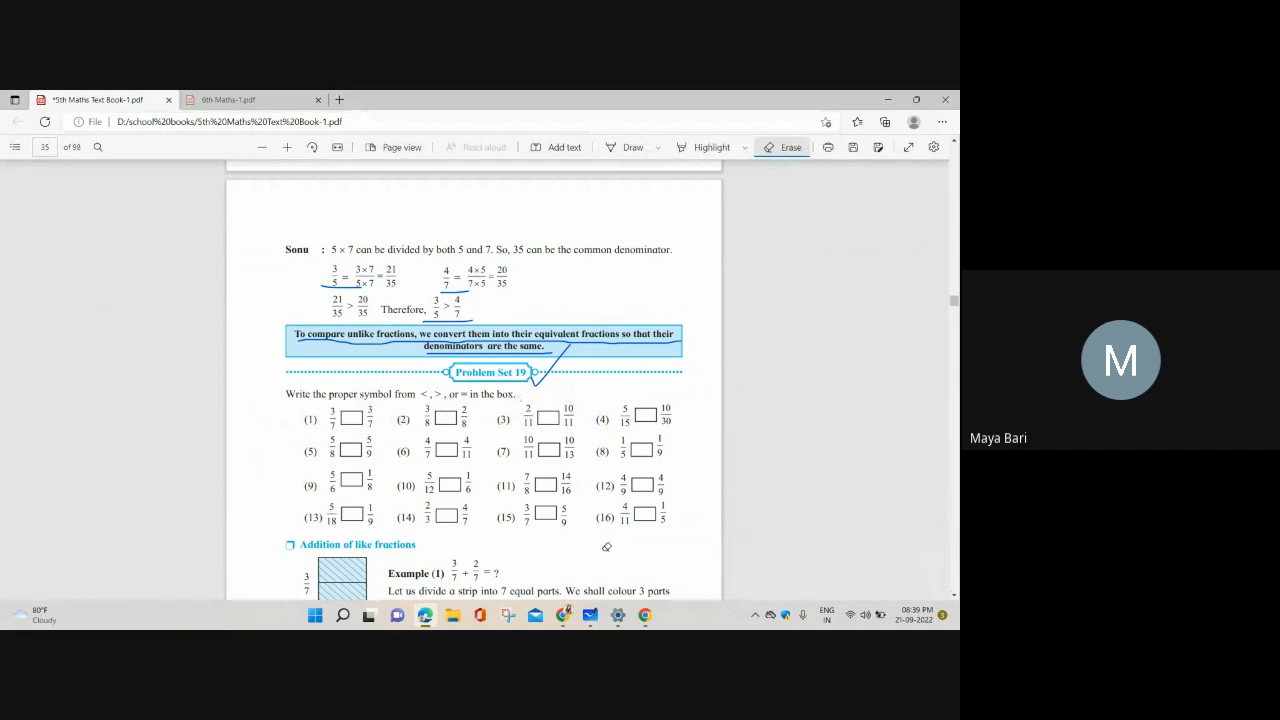 *5th Maths Text Book-1.pdf
6th Maths-1.pdf
File D:/school%20books/5th%20Maths%20Text%20Book-1.pdf
35 of 98 Page view Read aloud Add text Draw Highlight Erase
Sonu : 5 × 7 can be divided by both 5 and 7. So, 35 can be the common denominator.
3/5 = 3×7/5×7 = 21/35 4/7 = 4×5/7×5 = 20/35
21/35 > 20/35 Therefore, 3/5 > 4/7
To compare unlike fractions, we convert them into their equivalent fractions so that their
denominators are the same.
Problem Set 19
Write the proper symbol from < , > , or = in the box.
(1) 3/7 □ 3/7 (2) 3/8 □ 2/8 (3) 2/11 □ 10/11 (4) 5/15 □ 10/30
(5) 5/8 □ 5/9 (6) 4/7 □ 4/11 (7) 10/11 □ 10/13 (8) 1/5 □ 1/9
(9) 5/6 □ 1/8 (10) 5/12 □ 1/6 (11) 7/8 □ 14/16 (12) 4/9 □ 4/9
(13) 5/18 □ 1/9 (14) 2/3 □ 4/7 (15) 3/7 □ 5/9 (16) 4/11 □ 1/5
Addition of like fractions
3/7
Example (1) 3/7 + 2/7 = ?
Let us divide a strip into 7 equal parts. We shall colour 3 parts
M
Maya Bari
80°F
Cloudy
ENG
IN
08:39 PM
21-09-2022
3